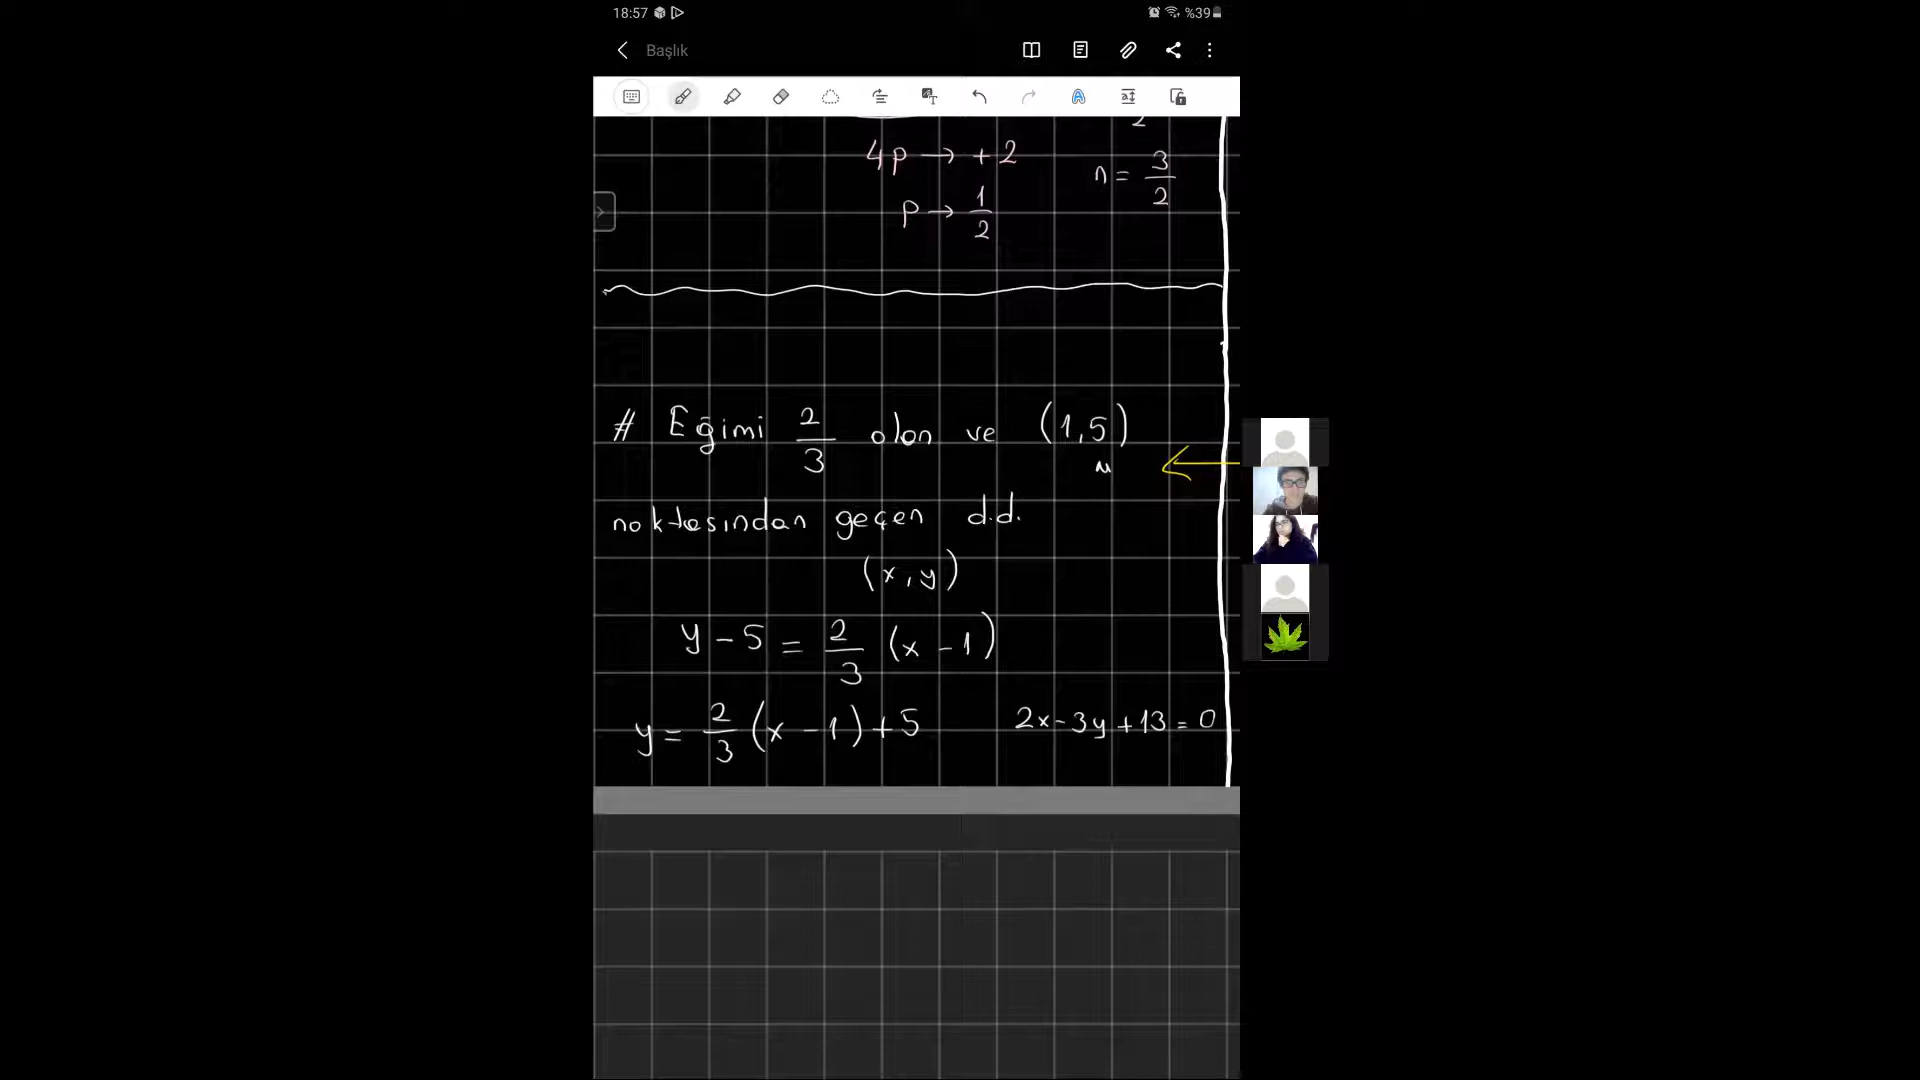 18:57 %39
Başlık
2
4p → + 2
n = 3/2
p → 1/2
# Eğimi 2/3 olan ve (1,5)
noktasından geçen d.d.
(x, y)
y - 5 = 2/3 (x - 1)
y = 2/3 (x - 1) + 5
2x - 3y + 13 = 0